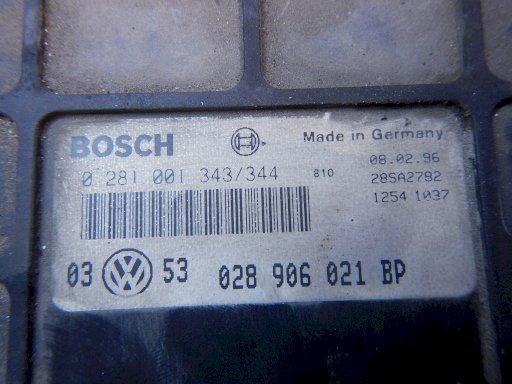 BOSCH Made in Germany
0 281 001 343/344 810 08.02.96
28SA2782
1254 1037
03 53 028 906 021 BP